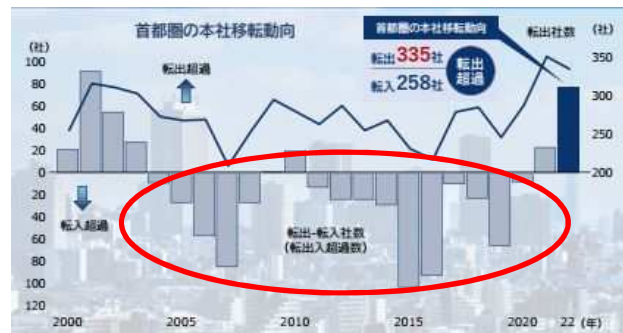 首都圏の本社移転動向
(社)
100
80
60
40
20
0
20
40
60
80
100
120
転出超過
転入超過
首都圏の本社移転動向
転出335社
転入258社
転出
超過
転出社数
(社)
350
300
250
200
転出-転入社数
(転出入超過数)
2000
2005
2010
2015
2020
22 (年)